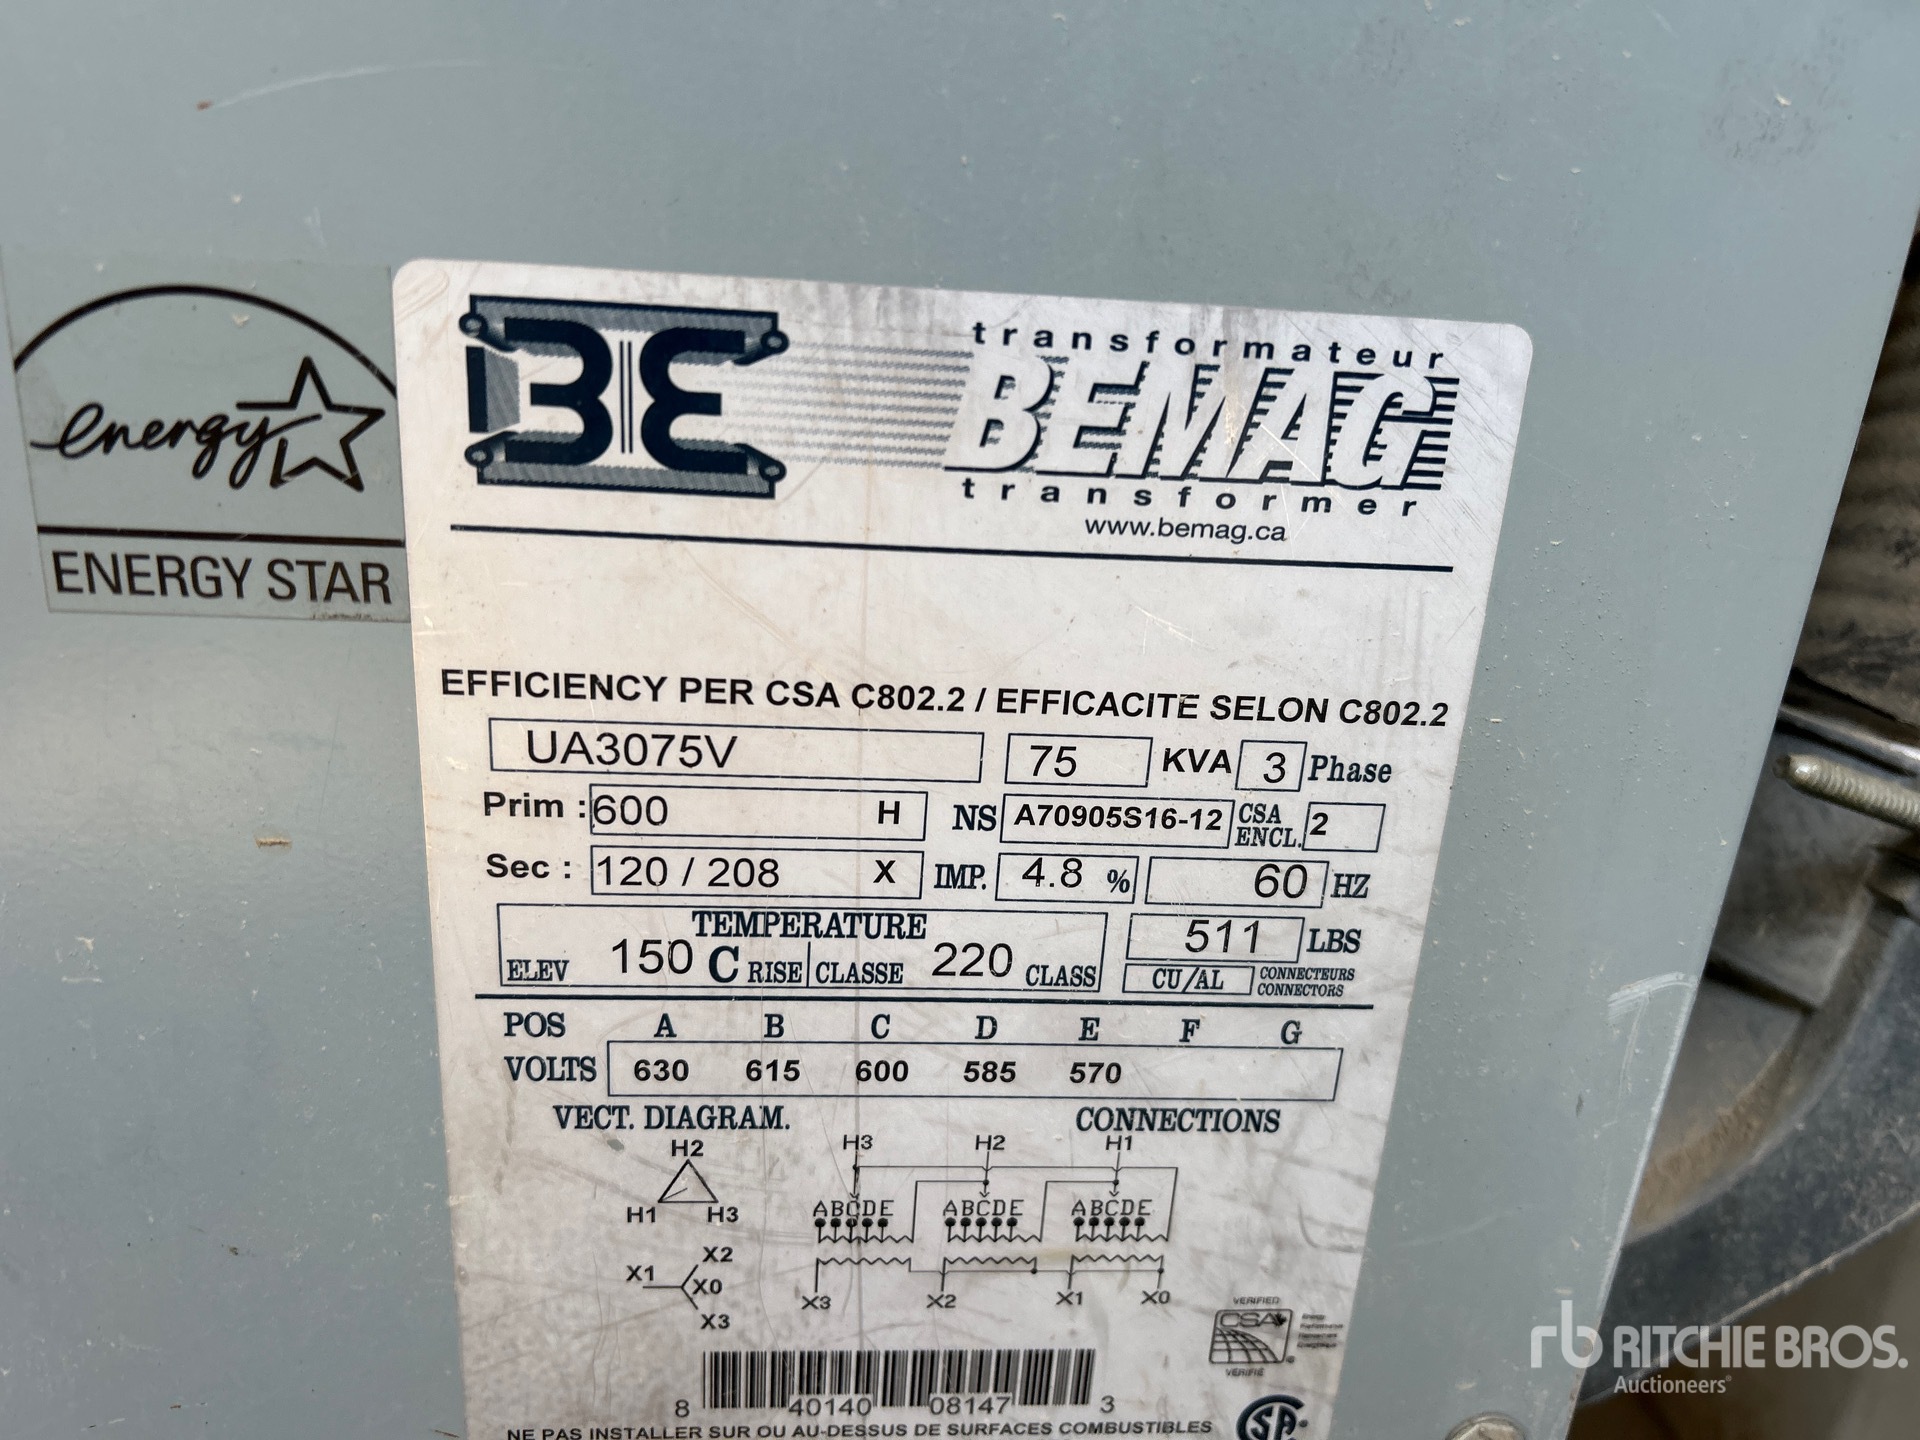 energy
ENERGY STAR
BE
transformateur
BEMAG
transformer
www.bemag.ca
EFFICIENCY PER CSA C802.2 / EFFICACITE SELON C802.2
UA3075V 75 KVA 3 Phase
Prim : 600 H NS A70905S16-12 CSA ENCL. 2
Sec : 120 / 208 X IMP. 4.8 % 60 HZ
TEMPERATURE 511 LBS
ELEV 150 C RISE CLASSE 220 CLASS CU/AL CONNECTEURS
CONNECTORS
POS A B C D E F G
VOLTS 630 615 600 585 570
VECT. DIAGRAM. CONNECTIONS
H2 H3 H2 H1
ABCDE ABCDE ABCDE
H1 H3
X2
X1 X0
X3
X3 X2 X1 X0
VERIFIED
CSA
VERIFIÉ
8 40140 08147 3
NE PAS INSTALLER SUR OU AU-DESSUS DE SURFACES COMBUSTIBLES
rb RITCHIE BROS.
Auctioneers